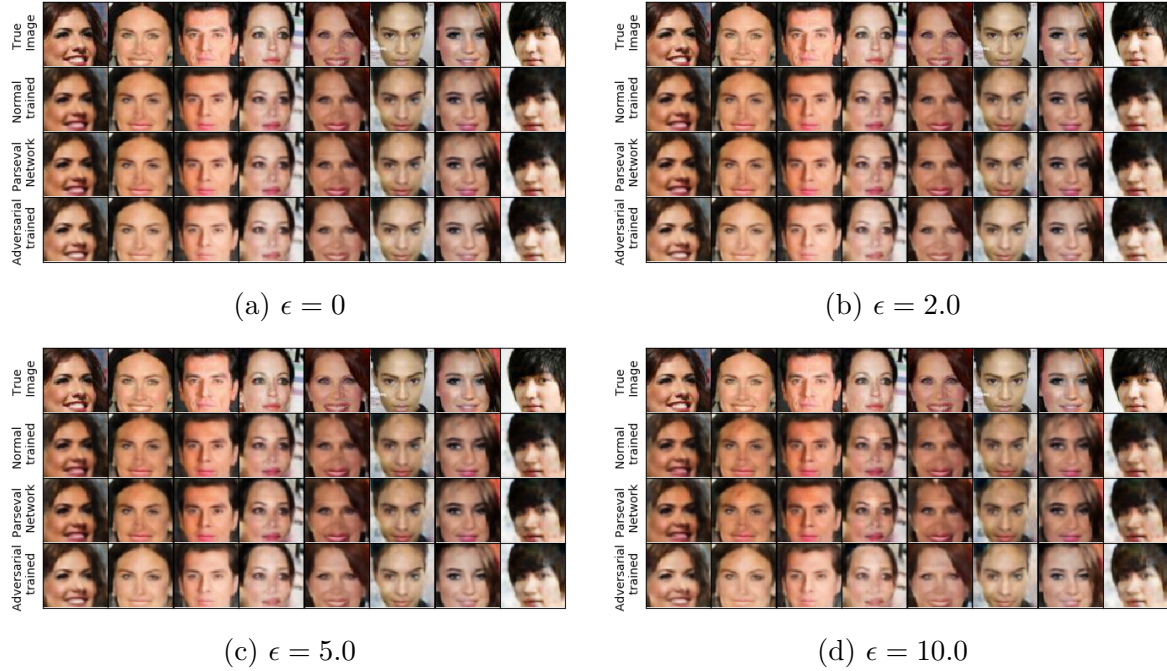 True
Image
Normal
trained
Parseval
Network
Adversarial
trained
(a) ϵ = 0
True
Image
Normal
trained
Parseval
Network
Adversarial
trained
(b) ϵ = 2.0
True
Image
Normal
trained
Parseval
Network
Adversarial
trained
(c) ϵ = 5.0
True
Image
Normal
trained
Parseval
Network
Adversarial
trained
(d) ϵ = 10.0